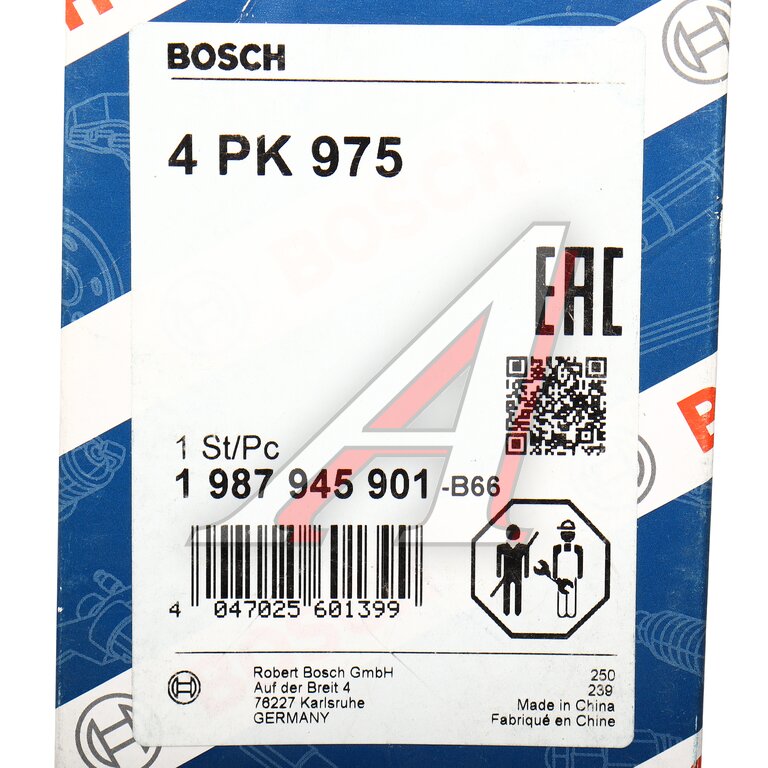 BOSCH
4 PK 975
EAC
1 St/Pc
1 987 945 901 -B66
4 047025 601399
Robert Bosch GmbH
Auf der Breit 4
76227 Karlsruhe
GERMANY
250
239
Made in China
Fabriqué en Chine